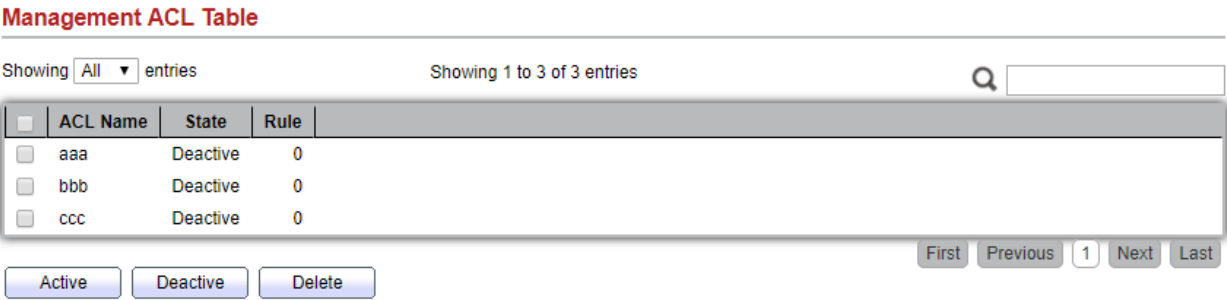 Management ACL Table
Showing All entries Showing 1 to 3 of 3 entries
ACL Name State Rule
aaa Deactive 0
bbb Deactive 0
ccc Deactive 0
First Previous 1 Next Last
Active Deactive Delete